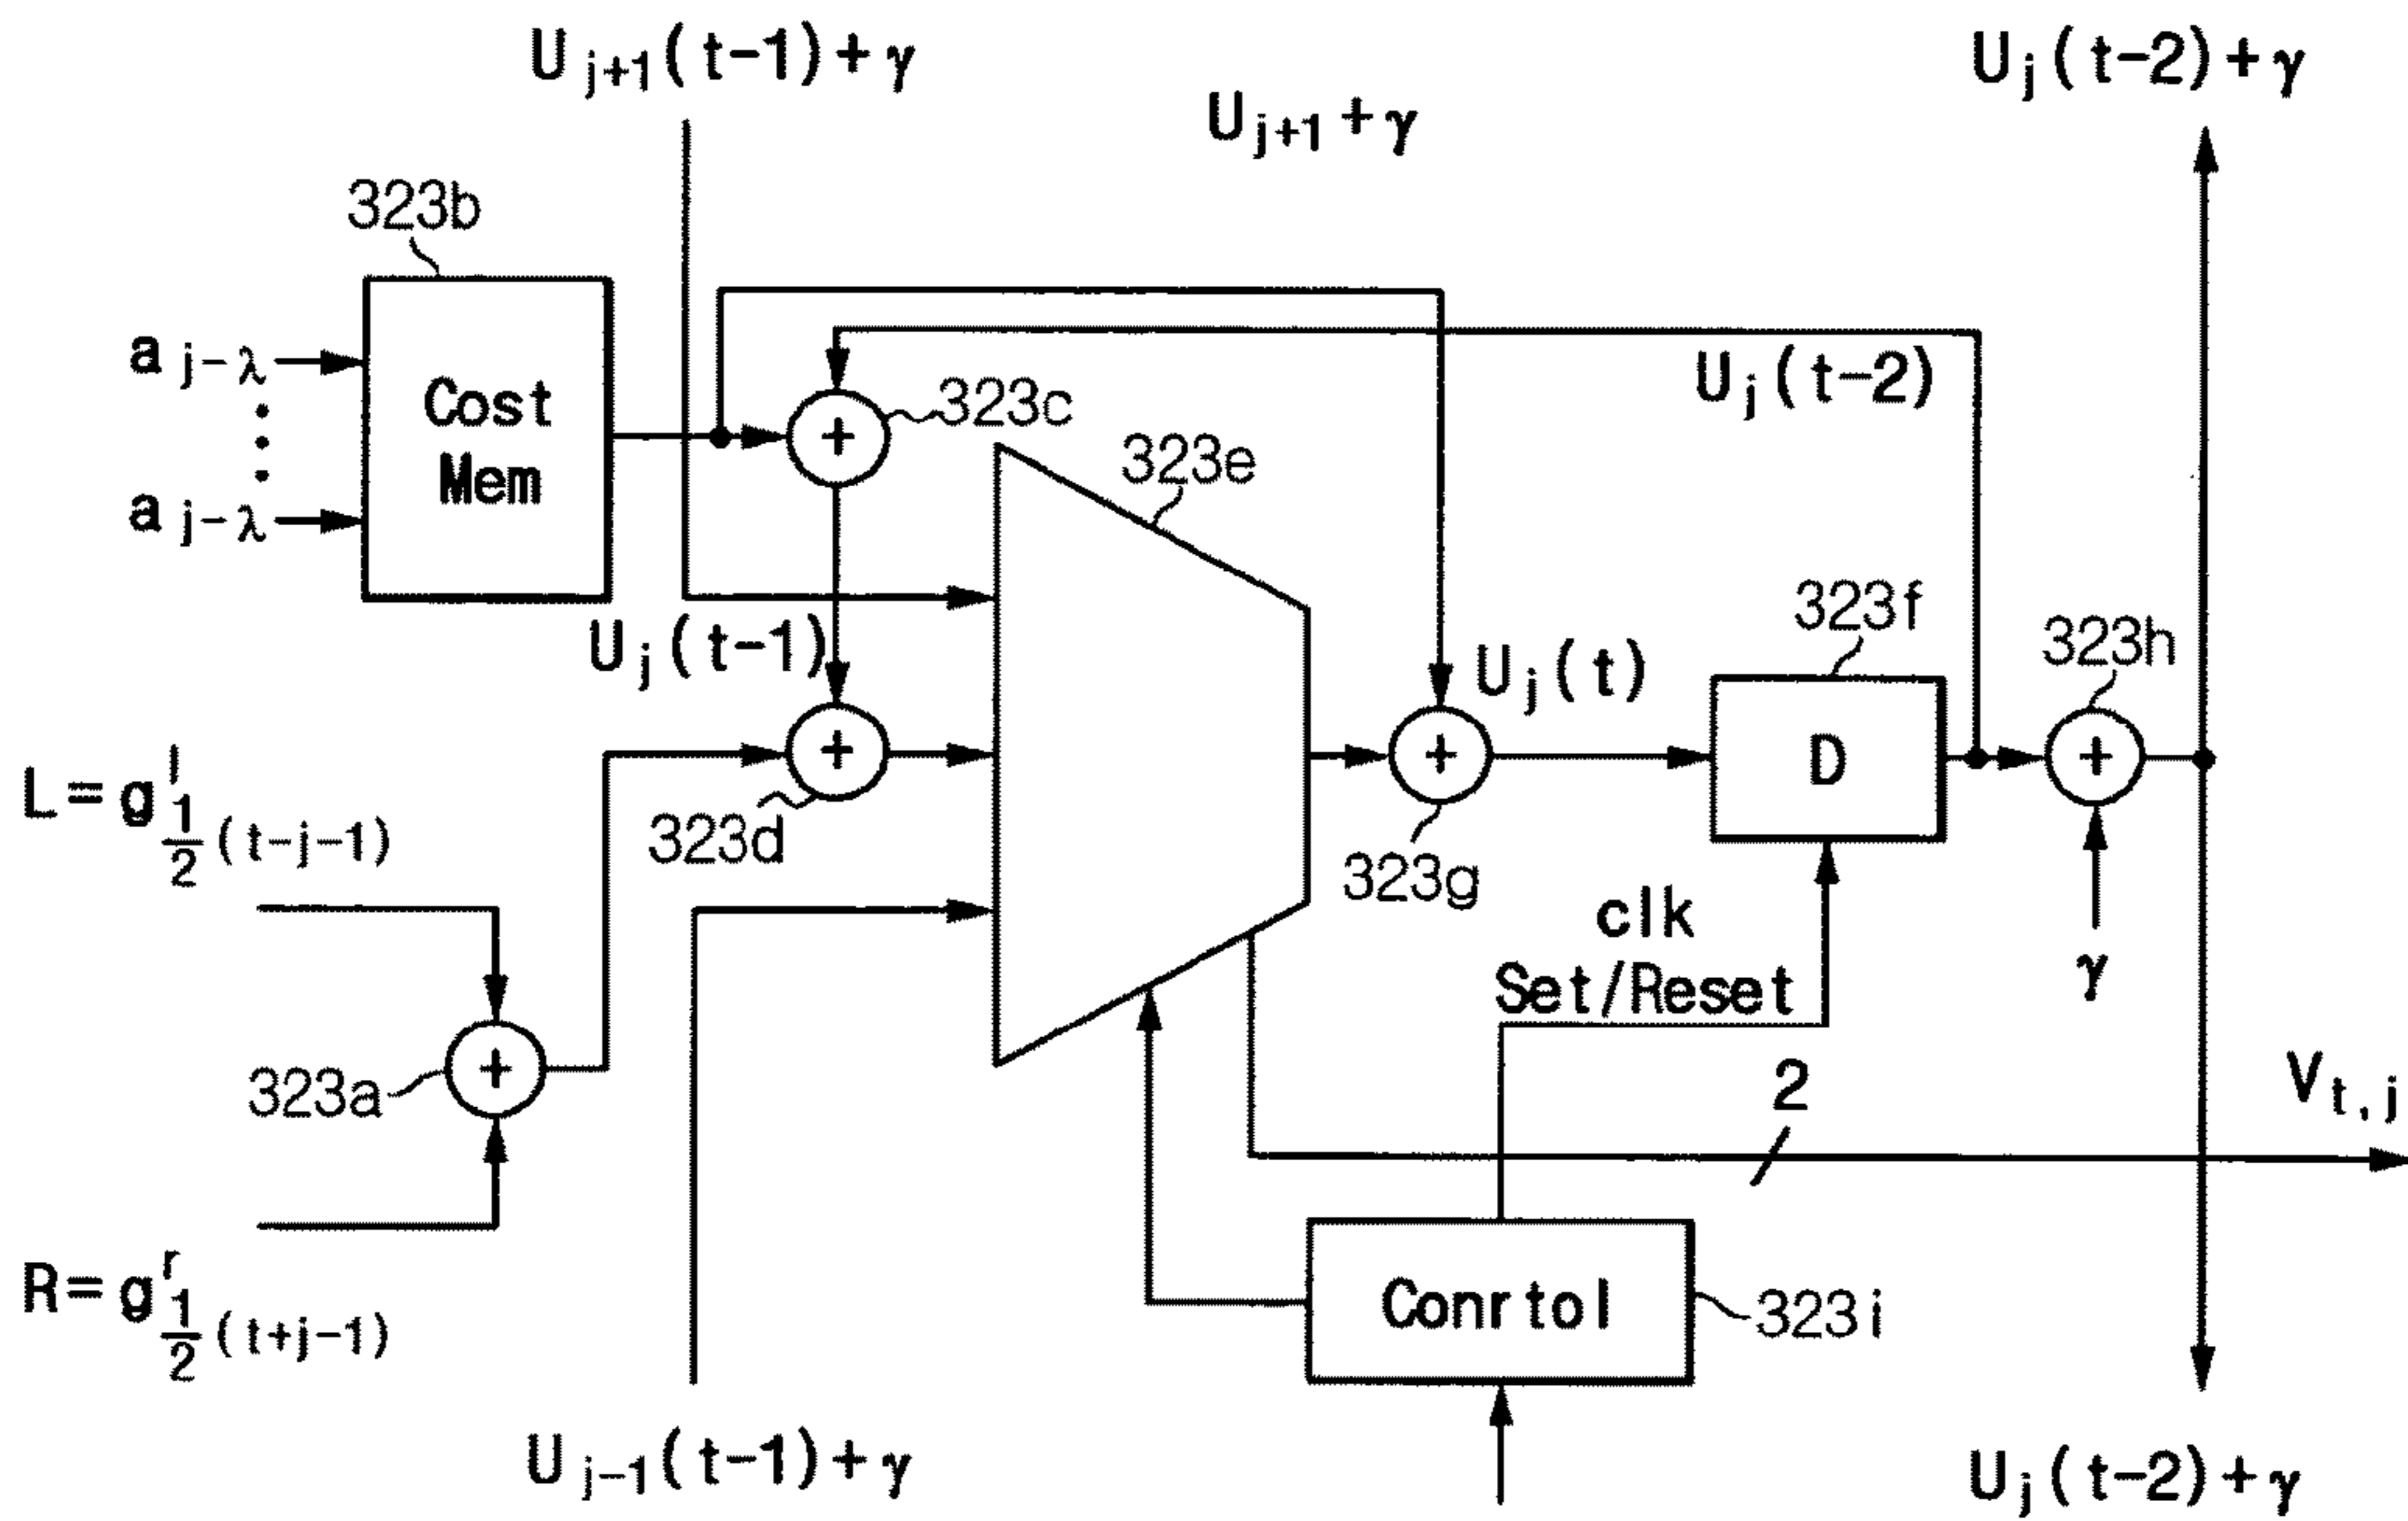 U j+1 (t-1)+γ
U j (t-2)+γ
U j+1 +γ
323b
a j-λ
Cost
Mem
a j-λ
323c
323e
U j (t-2)
U j (t-1)
323f
323h
U j (t)
L=g l 1/2 (t-j-1)
323d
D
323g
clk
Set/Reset
γ
323a
2
V t,j
R=g r 1/2 (t+j-1)
Conrtol
323i
U j-1 (t-1)+γ
U j (t-2)+γ